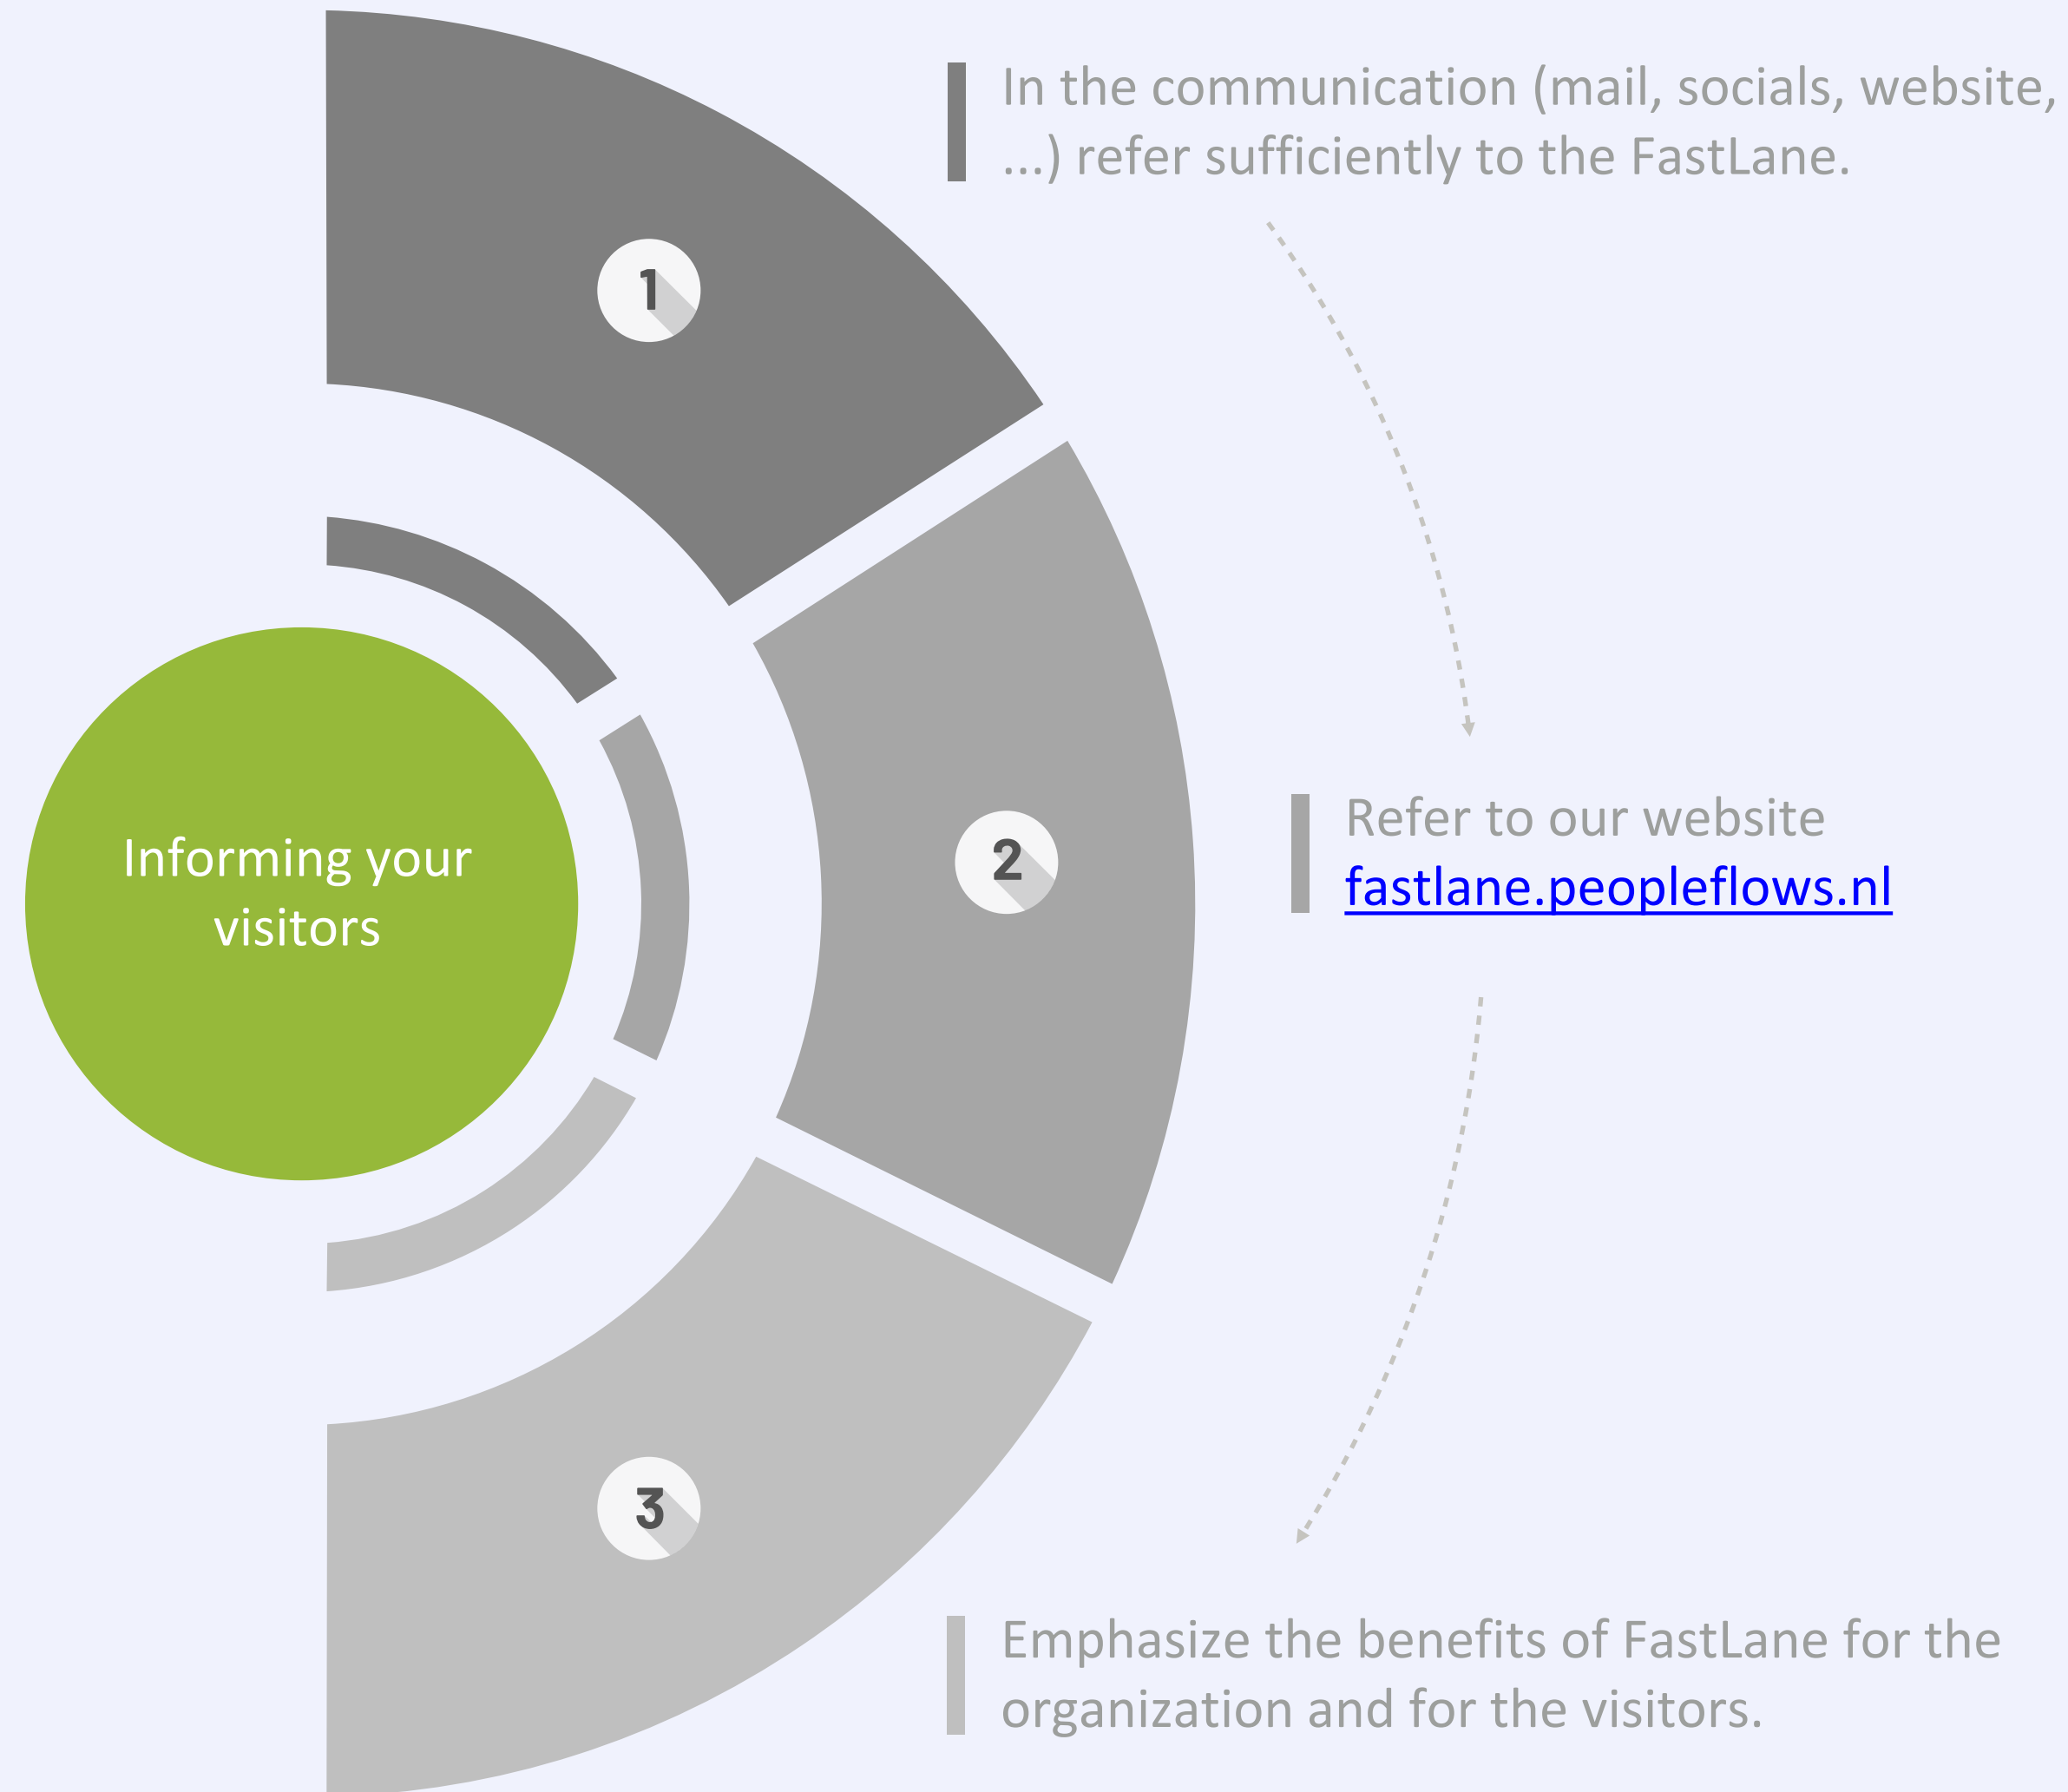 In the communication (mail, socials, website,
...) refer sufficiently to the FastLane.
1
Informing your
visitors
2
Refer to our website
fastlane.peopleflows.nl
3
Emphasize the benefits of FastLane for the
organization and for the visitors.